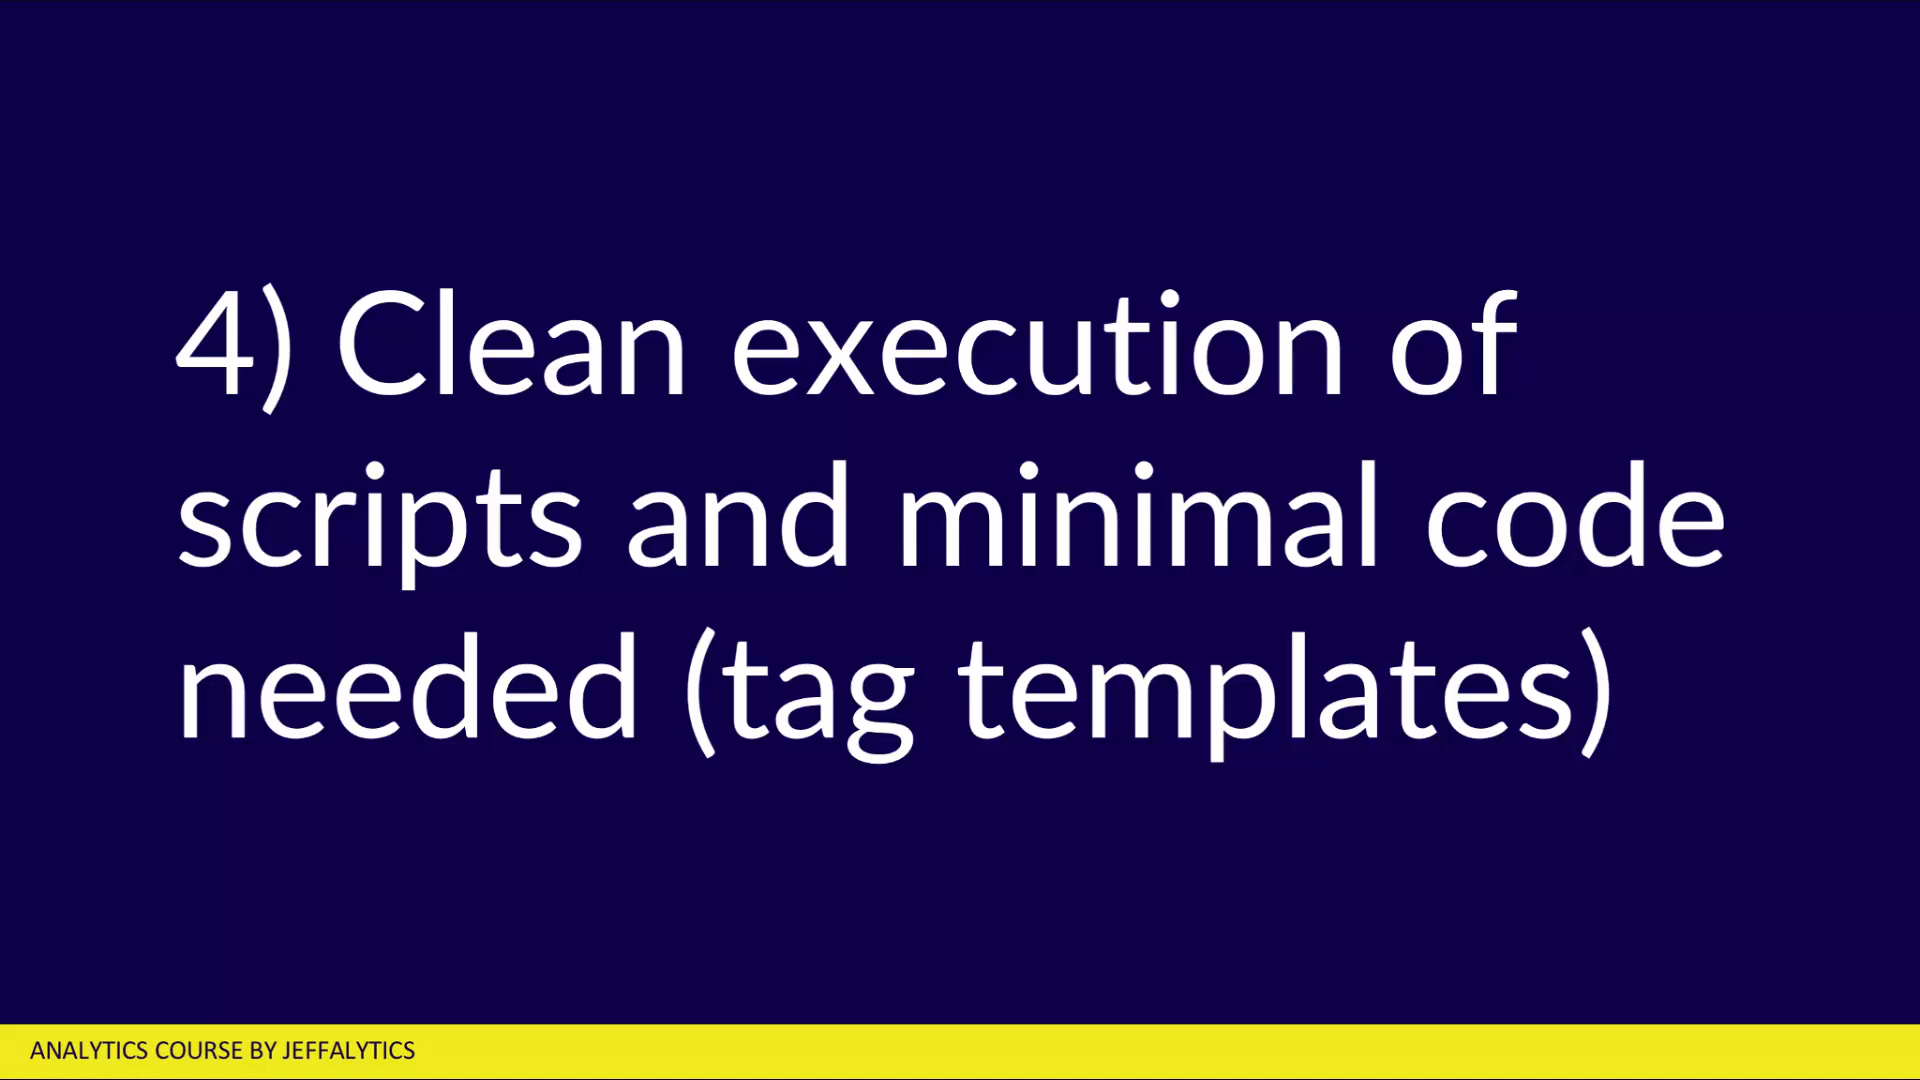 4) Clean execution of
scripts and minimal code
needed (tag templates)
ANALYTICS COURSE BY JEFFALYTICS